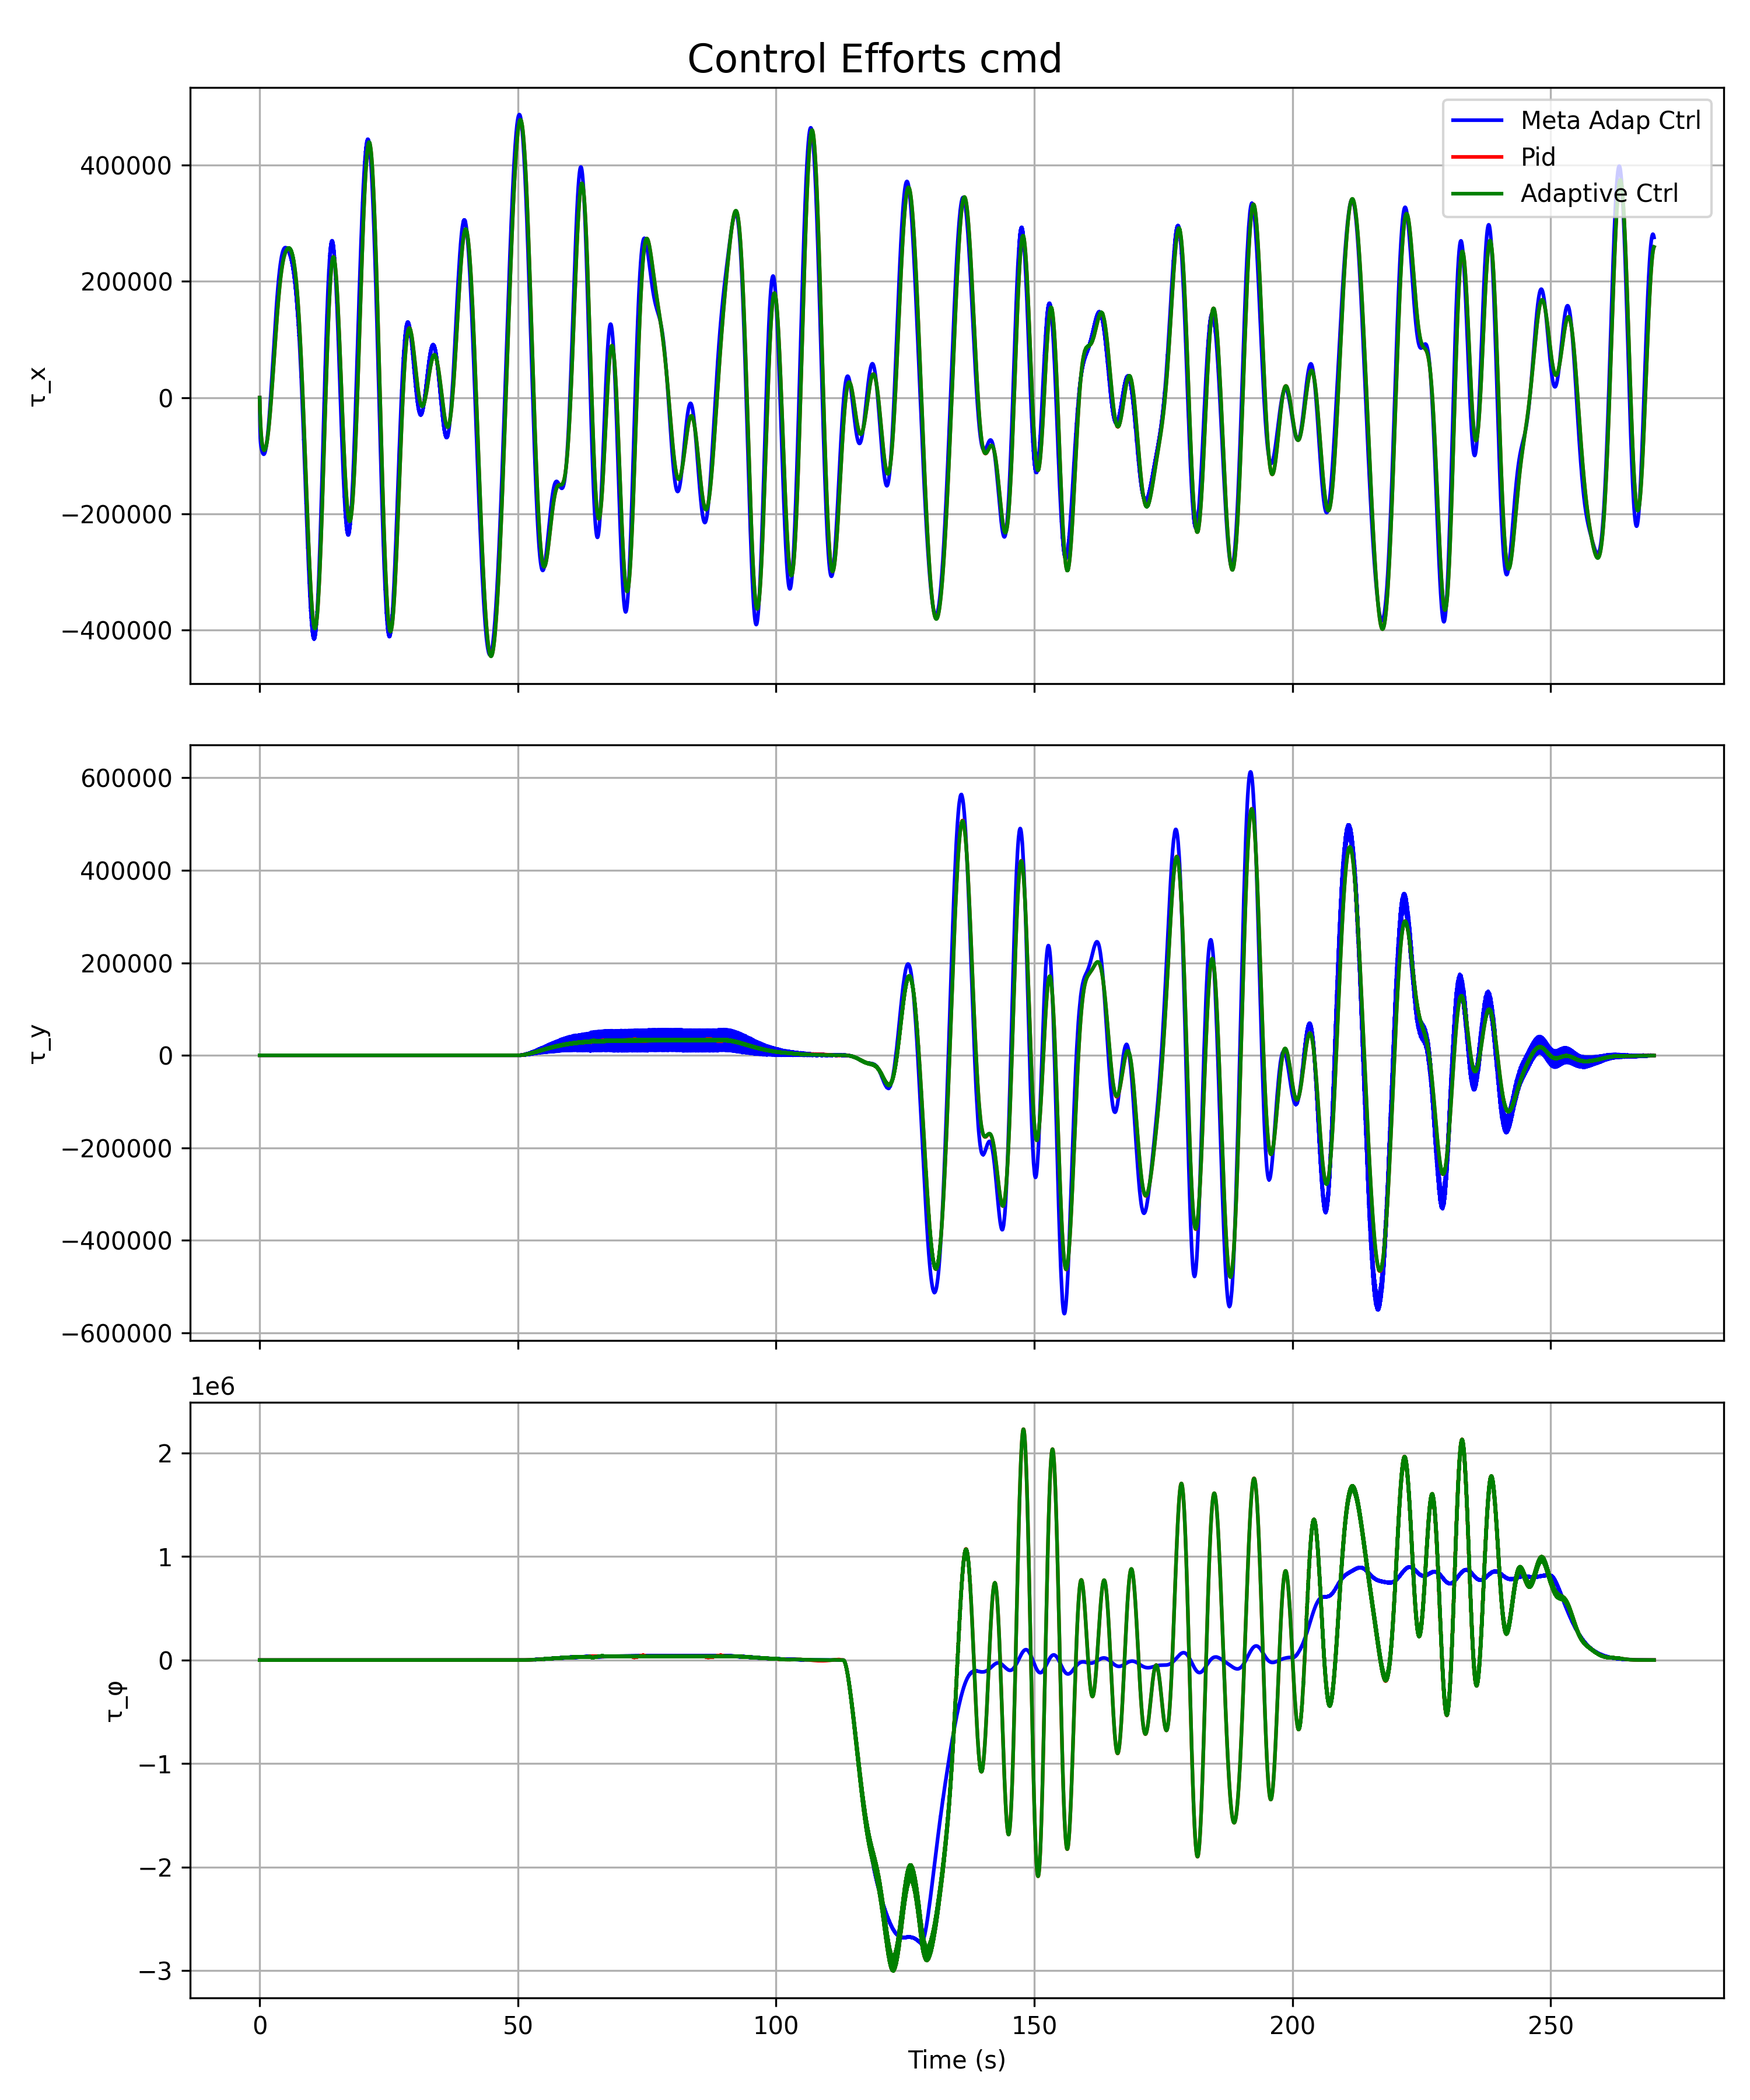 Control Efforts cmd
Meta Adap Ctrl
Pid
Adaptive Ctrl
400000
200000
0
−200000
−400000
τ_x
600000
400000
200000
0
−200000
−400000
−600000
τ_y
1e6
2
1
0
−1
−2
−3
τ_φ
0 50 100 150 200 250
Time (s)